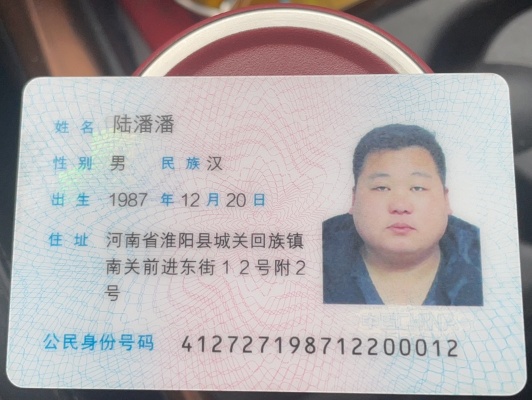 姓名 陆潘潘
性别 男 民族 汉
出生 1987 年 12 月 20 日
住址 河南省淮阳县城关回族镇
南关前进东街12号附2
号
公民身份号码 412727198712200012